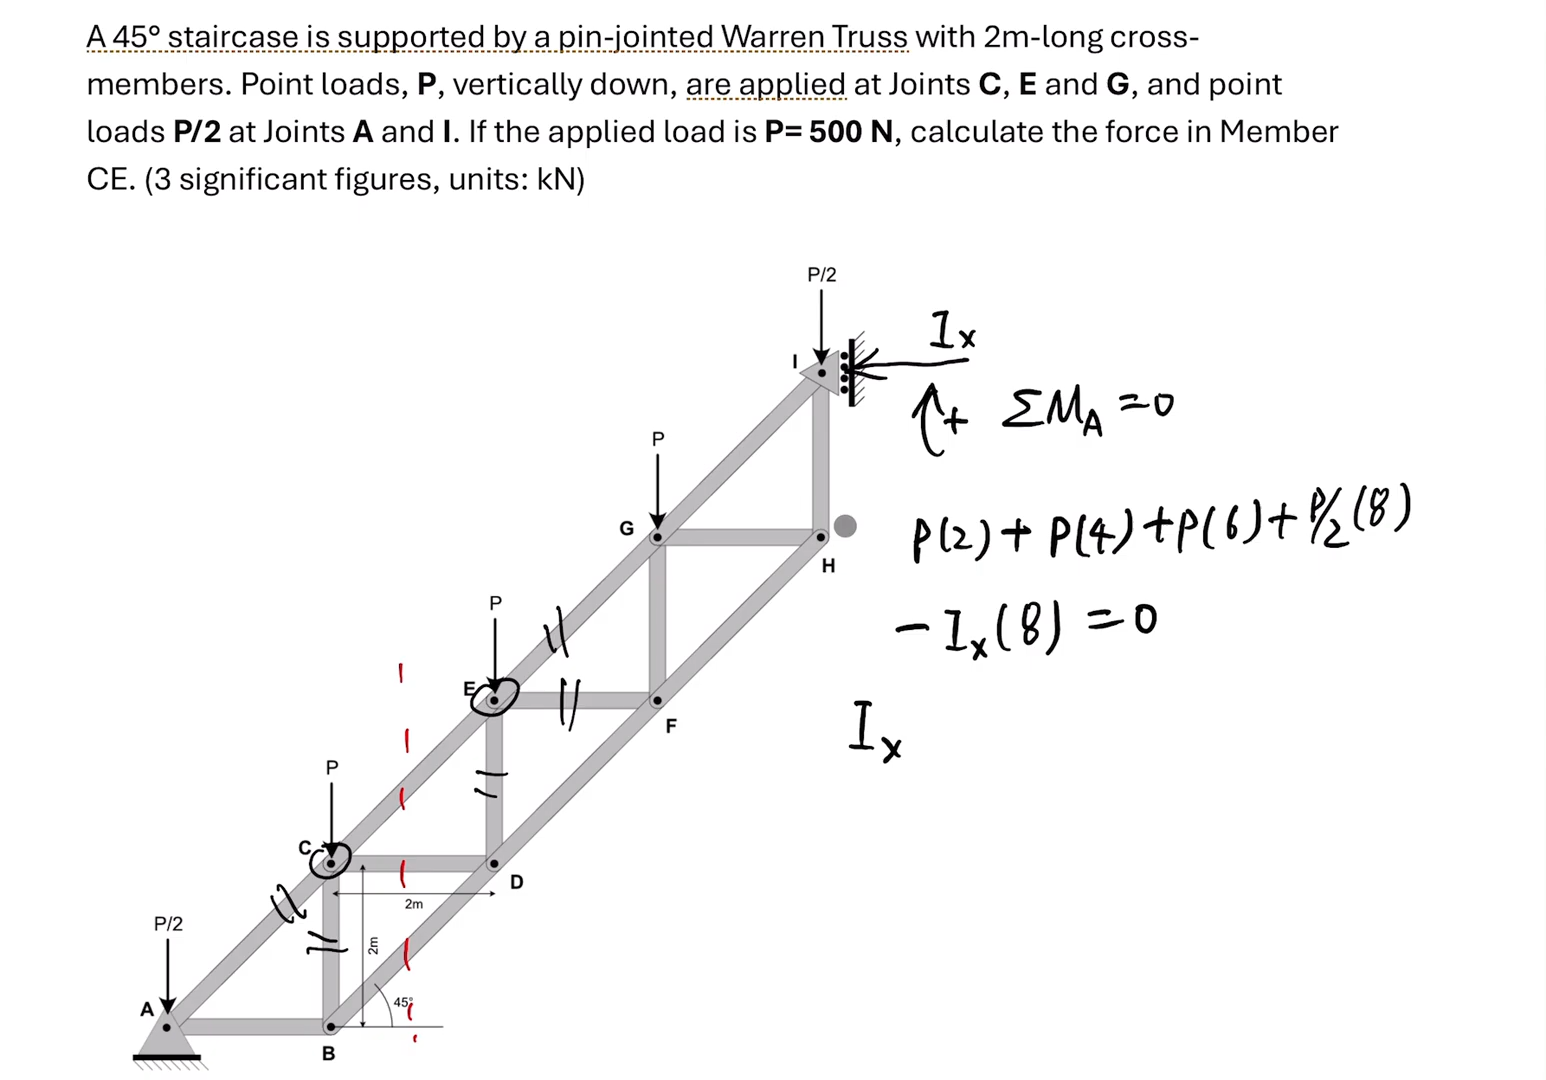 A 45° staircase is supported by a pin-jointed Warren Truss with 2m-long cross-
members. Point loads, P, vertically down, are applied at Joints C, E and G, and point
loads P/2 at Joints A and I. If the applied load is P= 500 N, calculate the force in Member
CE. (3 significant figures, units: kN)
P/2
Ix
I
+ ΣMA =0
P
G
P(2) + P(4) +P(6)+ P/2 (8)
H
- Ix(8) =0
P
E
F
Ix
P
C
D
2m
P/2
2m
A
45°
B